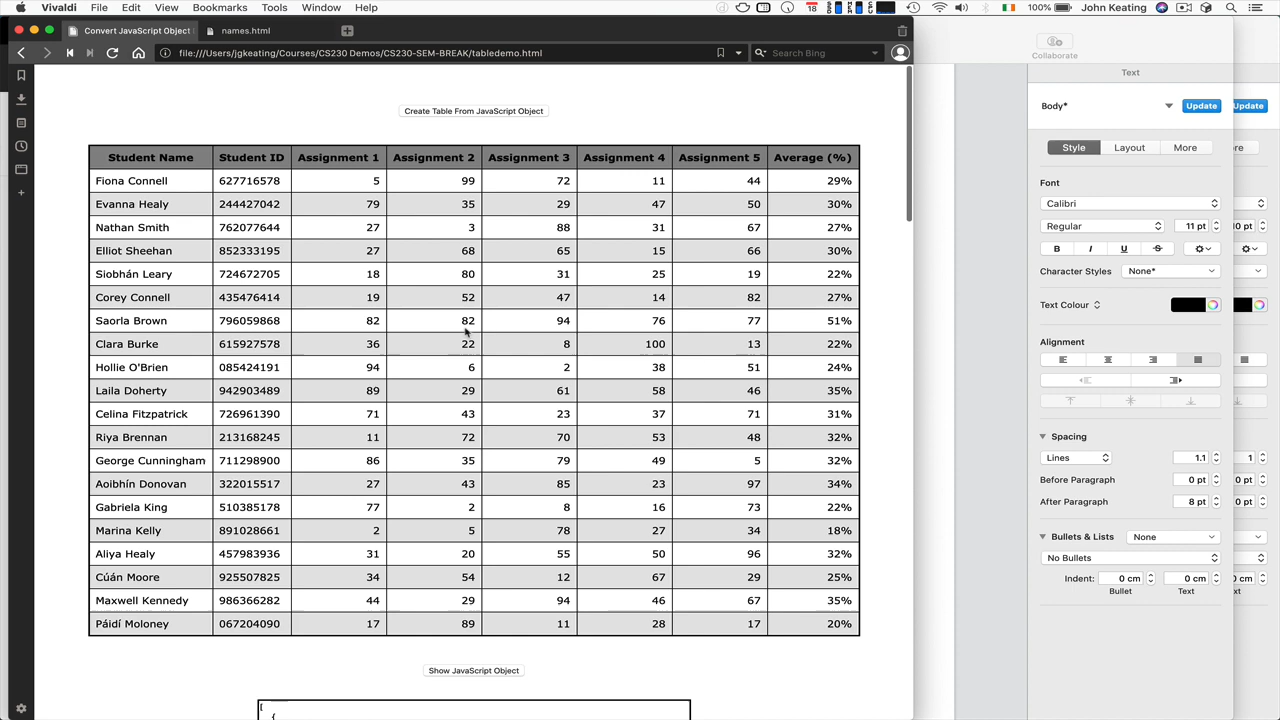 Vivaldi File Edit View Bookmarks Tools Window Help 18 100% John Keating
Convert JavaScript Object names.html
file:///Users/jgkeating/Courses/CS230 Demos/CS230-SEM-BREAK/tabledemo.html Search Bing
Collaborate
Text
Body* Update Update
Create Table From JavaScript Object
Style Layout More ore
Student Name Student ID Assignment 1 Assignment 2 Assignment 3 Assignment 4 Assignment 5 Average (%)
Fiona Connell 627716578 5 99 72 11 44 29%
Evanna Healy 244427042 79 35 29 47 50 30%
Nathan Smith 762077644 27 3 88 31 67 27%
Elliot Sheehan 852333195 27 68 65 15 66 30%
Siobhán Leary 724672705 18 80 31 25 19 22%
Corey Connell 435476414 19 52 47 14 82 27%
Saorla Brown 796059868 82 82 94 76 77 51%
Clara Burke 615927578 36 22 8 100 13 22%
Hollie O'Brien 085424191 94 6 2 38 51 24%
Laila Doherty 942903489 89 29 61 58 46 35%
Celina Fitzpatrick 726961390 71 43 23 37 71 31%
Riya Brennan 213168245 11 72 70 53 48 32%
George Cunningham 711298900 86 35 79 49 5 32%
Aoibhín Donovan 322015517 27 43 85 23 97 34%
Gabriela King 510385178 77 2 8 16 73 22%
Marina Kelly 891028661 2 5 78 27 34 18%
Aliya Healy 457983936 31 20 55 50 96 32%
Cúán Moore 925507825 34 54 12 67 29 25%
Maxwell Kennedy 986366282 44 29 94 46 67 35%
Páidí Moloney 067204090 17 89 11 28 17 20%
Show JavaScript Object
[
{
Font
Calibri
Regular 11 pt 10 pt
B I U S
Character Styles None*
Text Colour
Alignment
Spacing
Lines 1.1 1
Before Paragraph 0 pt 0 pt
After Paragraph 8 pt 0 pt
Bullets & Lists None
No Bullets
Indent: 0 cm 0 cm 0 cm
Bullet Text ext